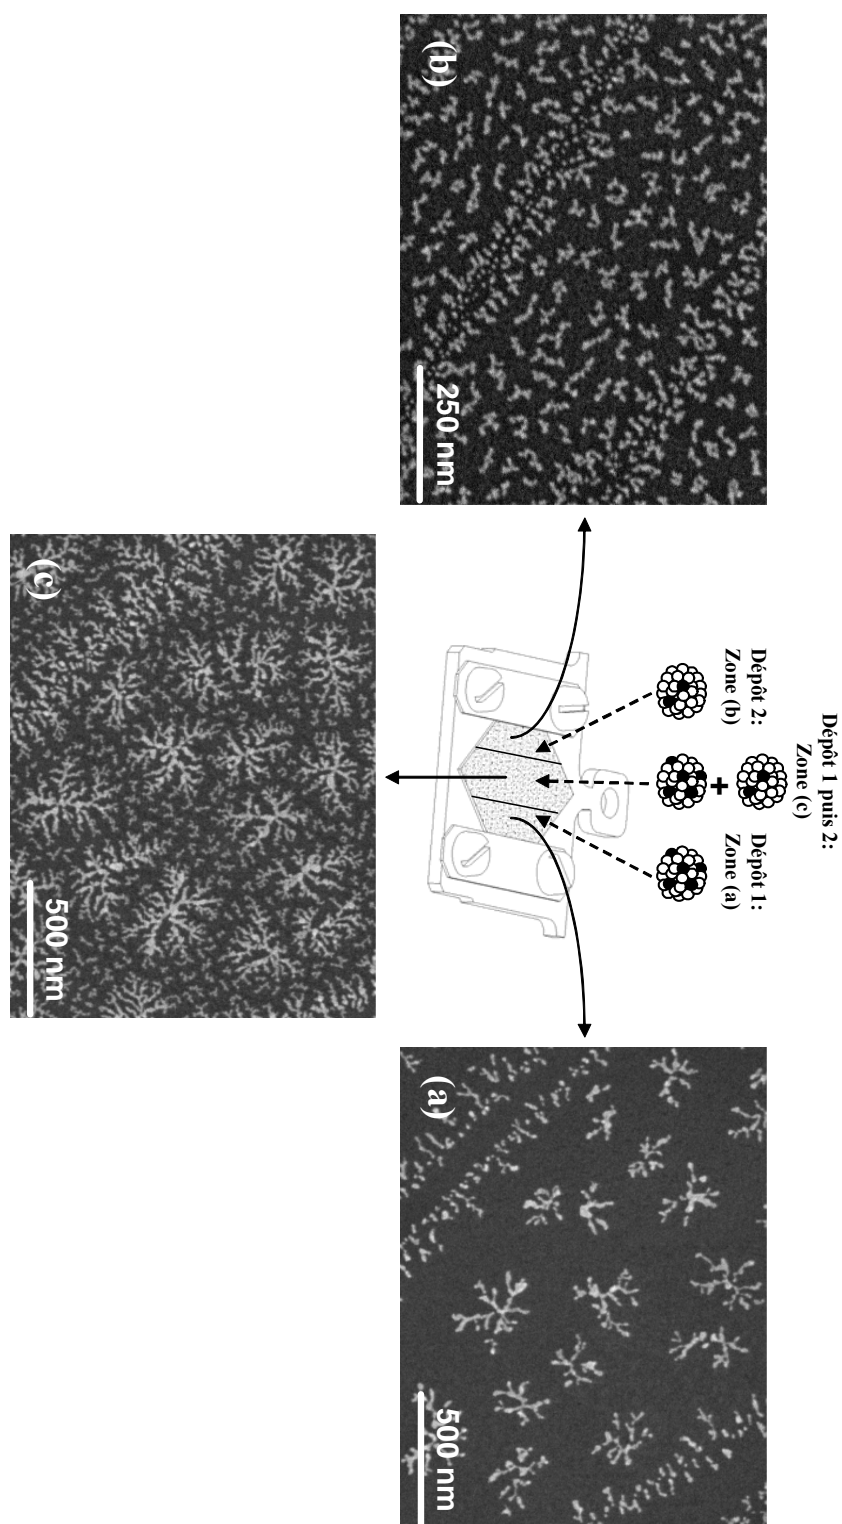 Dépôt 1 puis 2:
Zone (c)
Dépôt 2:
Zone (b)
+
Dépôt 1:
Zone (a)
(b)
250 nm
(a)
500 nm
(c)
500 nm